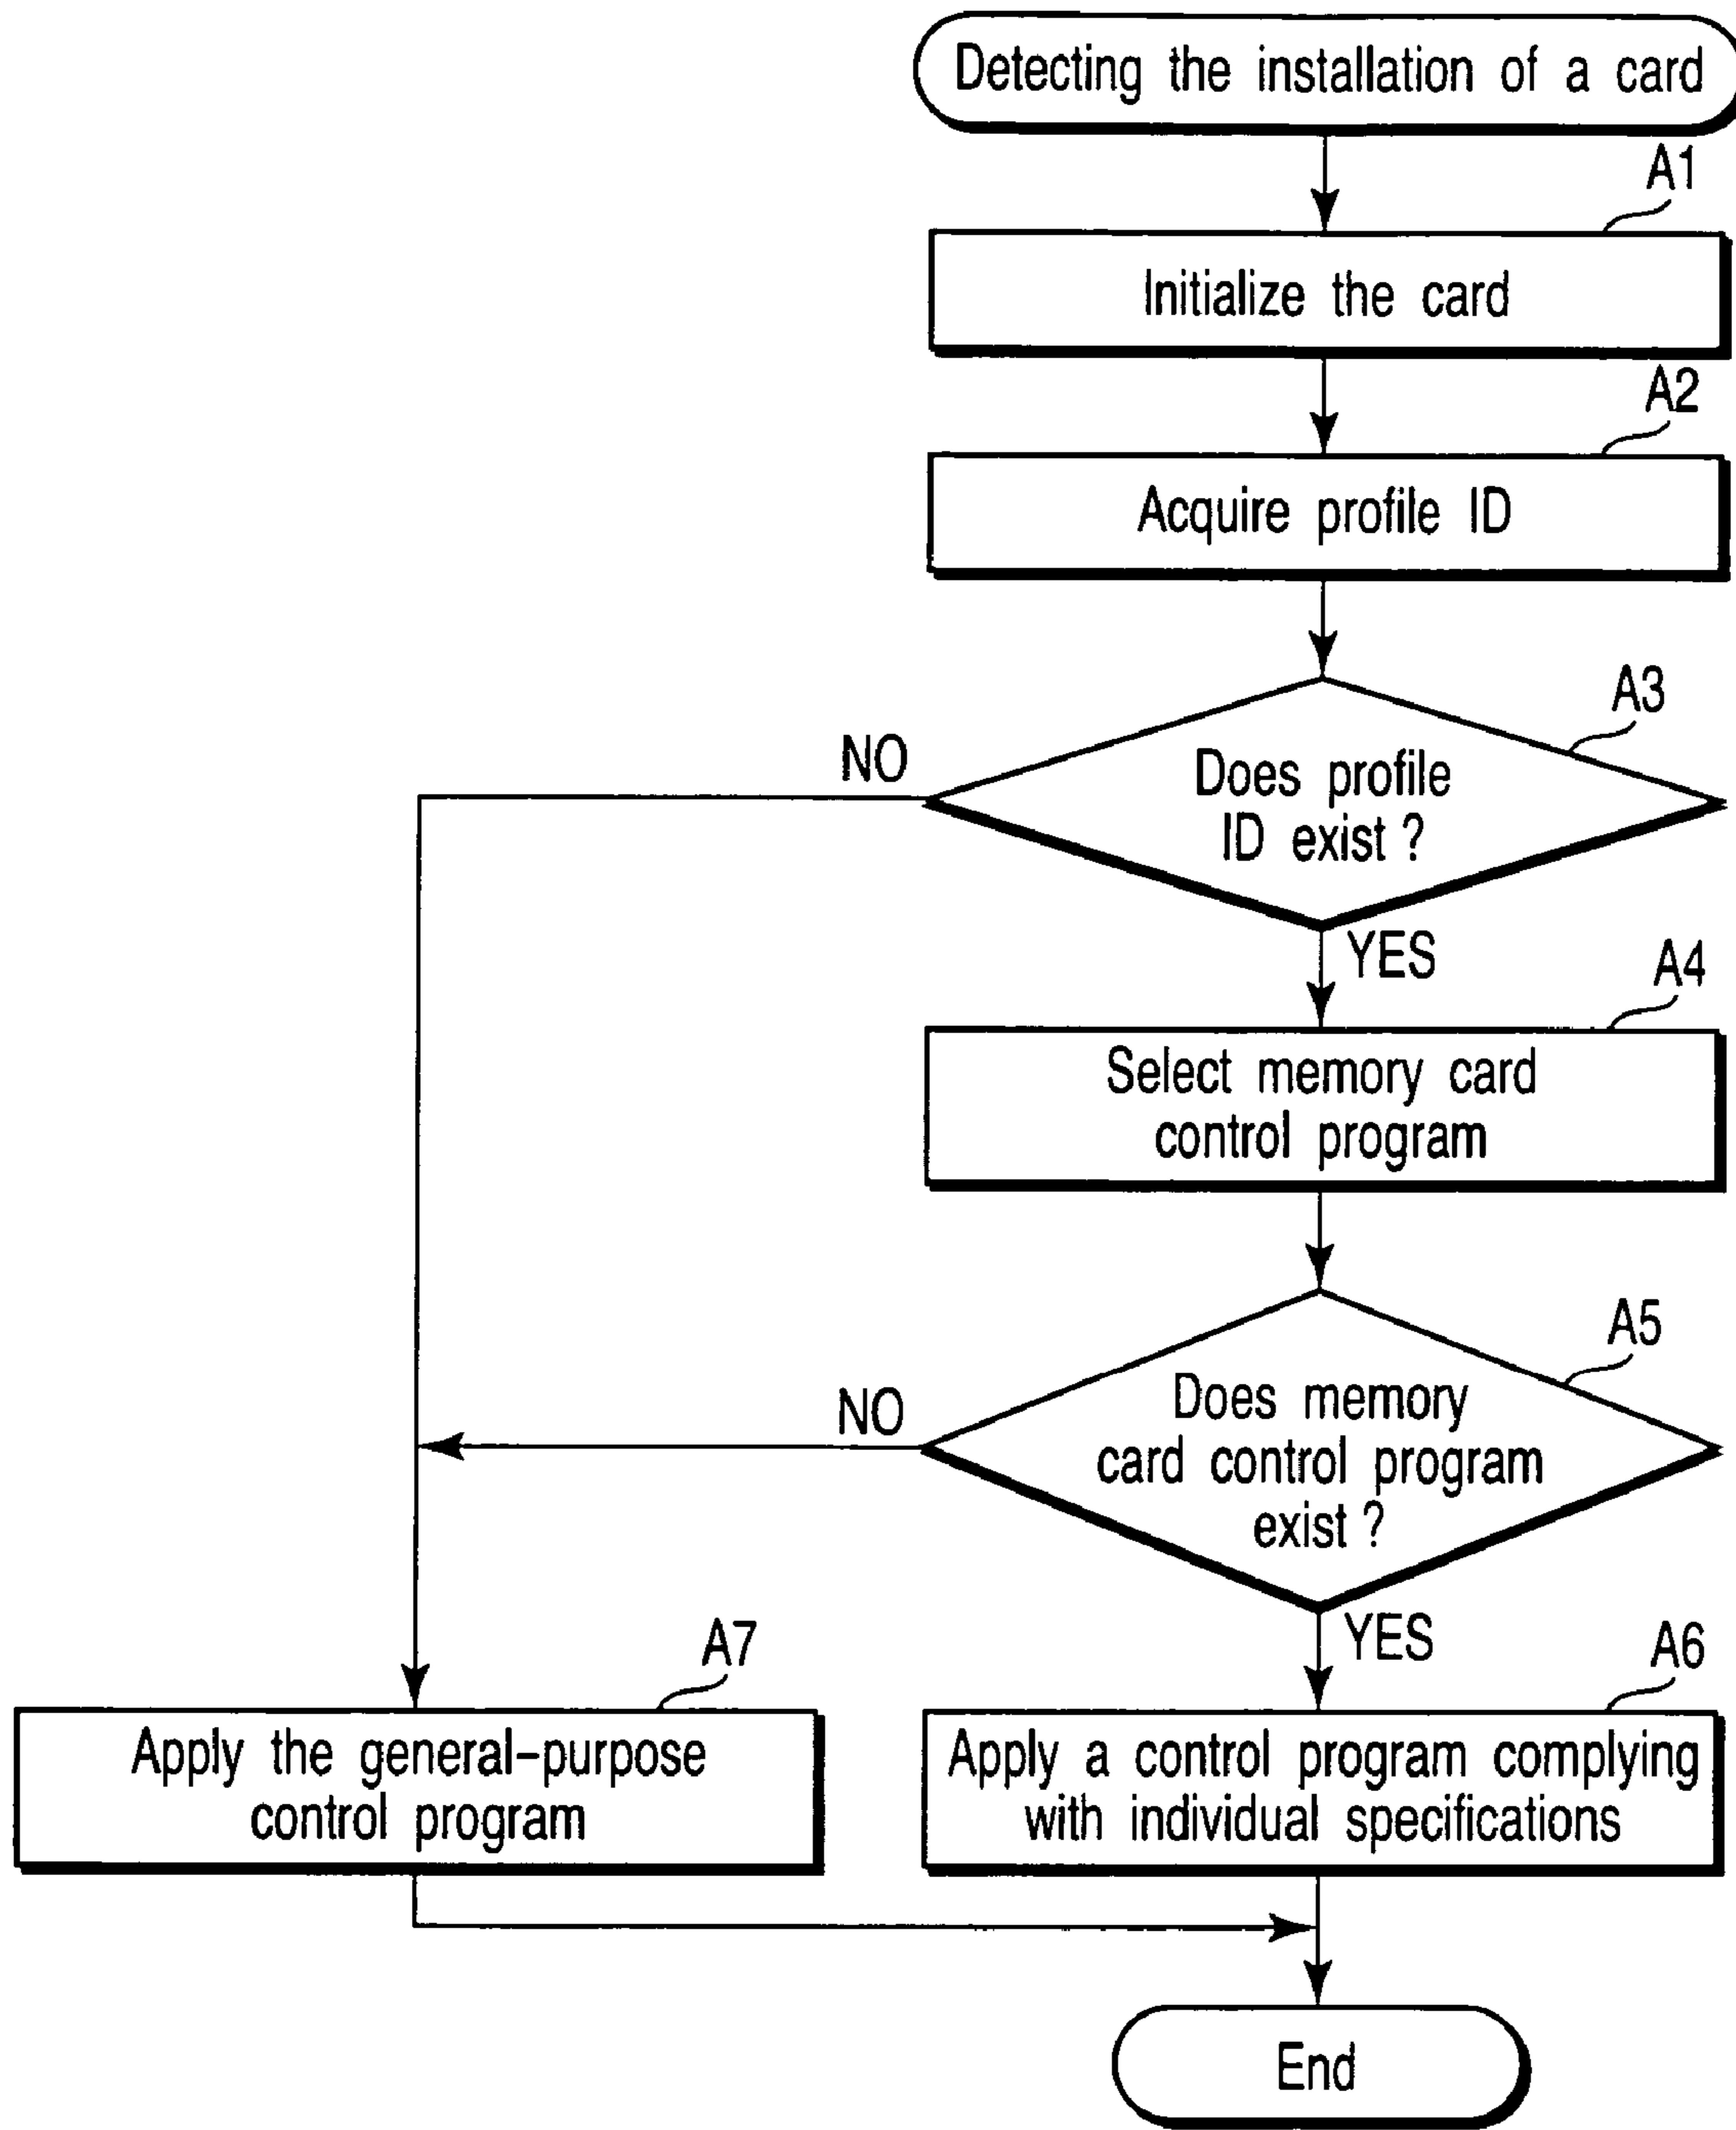 Detecting the installation of a card
A1
Initialize the card
A2
Acquire profile ID
A3
NO
Does profile
ID exist ?
YES
A4
Select memory card
control program
A5
NO
Does memory
card control program
exist ?
YES
A7
A6
Apply the general-purpose
control program
Apply a control program complying
with individual specifications
End